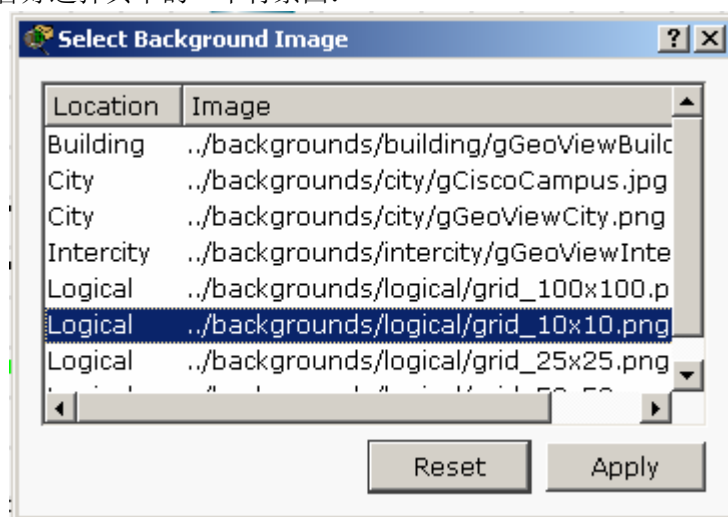 Select Background Image
Location Image
Building ../backgrounds/building/gGeoViewBuilc
City ../backgrounds/city/gCiscoCampus.jpg
City ../backgrounds/city/gGeoViewCity.png
Intercity ../backgrounds/intercity/gGeoViewInte
Logical ../backgrounds/logical/grid_100x100.p
Logical ../backgrounds/logical/grid_10x10.png
Logical ../backgrounds/logical/grid_25x25.png
Reset Apply